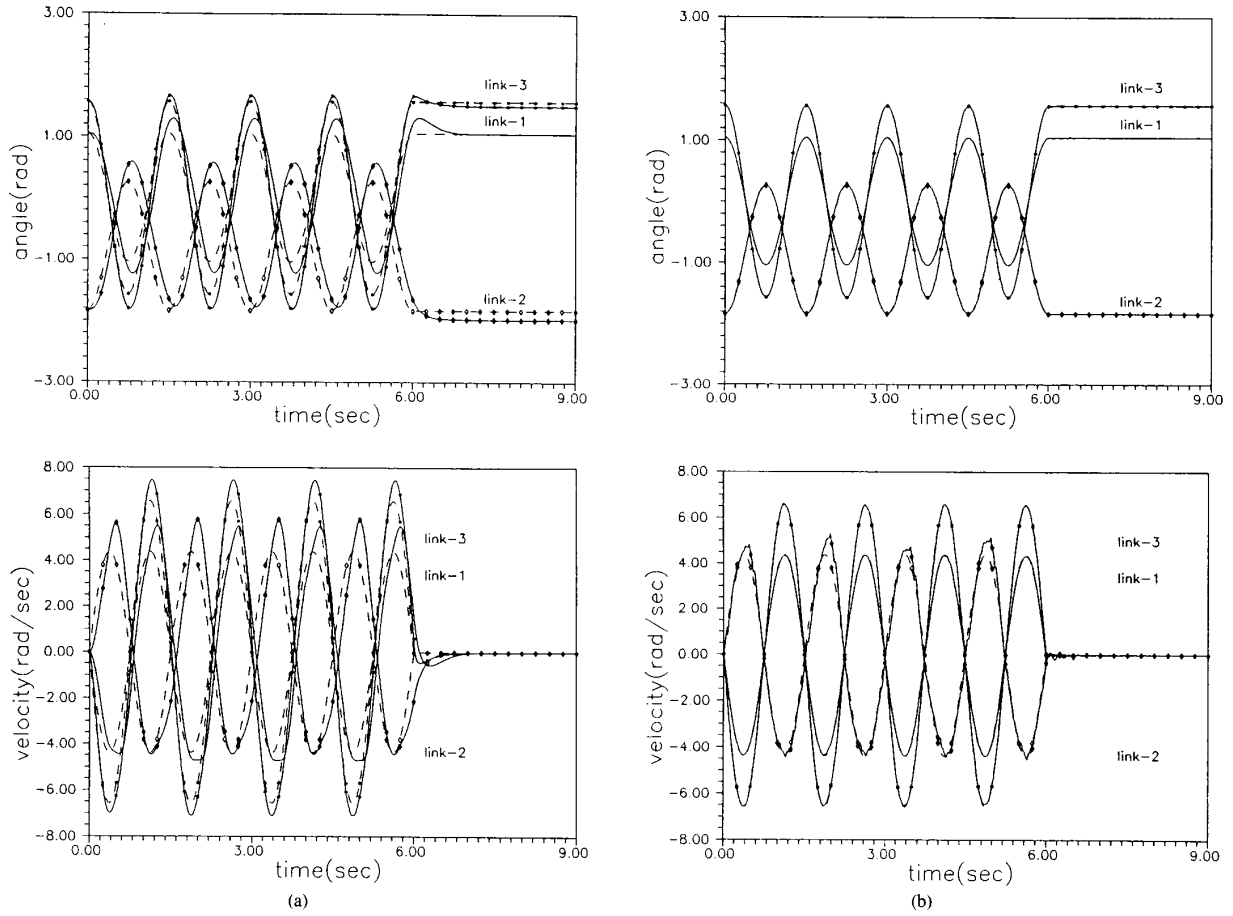 3.00
1.00
-1.00
-3.00
angle(rad)
link-3
link-1
link-2
0.00 3.00 6.00 9.00
time(sec)
3.00
1.00
-1.00
-3.00
angle(rad)
link-3
link-1
link-2
0.00 3.00 6.00 9.00
time(sec)
8.00
6.00
4.00
2.00
0.00
-2.00
-4.00
-6.00
-8.00
velocity(rad/sec)
link-3
link-1
link-2
0.00 3.00 6.00 9.00
time(sec)
(a)
8.00
6.00
4.00
2.00
0.00
-2.00
-4.00
-6.00
-8.00
velocity(rad/sec)
link-3
link-1
link-2
0.00 3.00 6.00 9.00
time(sec)
(b)